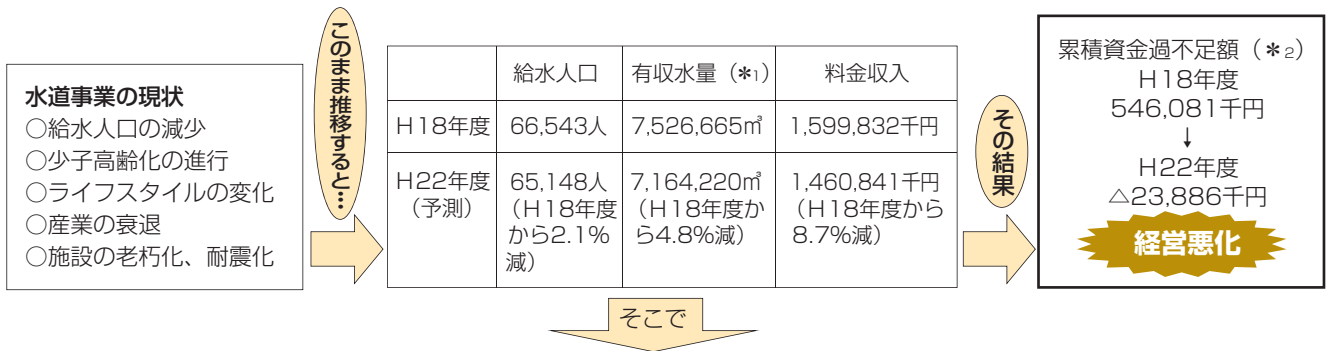 水道事業の現状
○給水人口の減少
○少子高齢化の進行
○ライフスタイルの変化
○産業の衰退
○施設の老朽化、耐震化
このまま推移すると…
給水人口 有収水量（＊1） 料金収入
H18年度 66,543人 7,526,665㎥ 1,599,832千円
H22年度 65,148人 7,164,220㎥ 1,460,841千円
（予測） （H18年度 （H18年度か （H18年度から
から2.1% ら4.8%減） 8.7%減）
減）
その結果
累積資金過不足額（＊2）
H18年度
546,081千円
↓
H22年度
△23,886千円
経営悪化
そこで